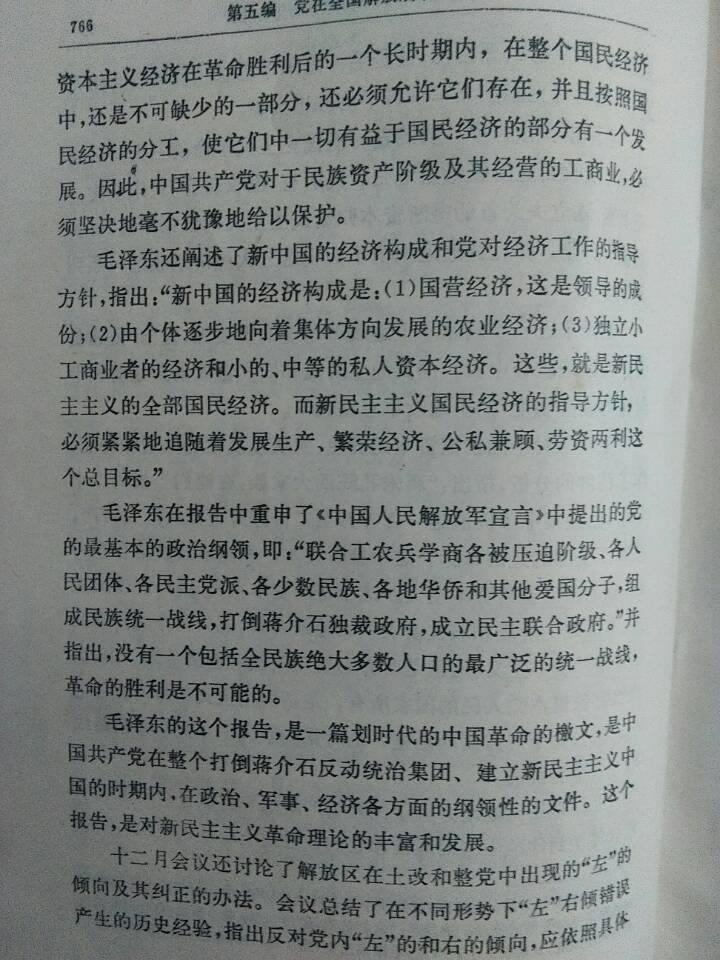 766
第五编 党在全国解放
资本主义经济在革命胜利后的一个长时期内，在整个国民经济
中，还是不可缺少的一部分，还必须允许它们存在，并且按照国
民经济的分工，使它们中一切有益于国民经济的部分有一个发
展。因此，中国共产党对于民族资产阶级及其经营的工商业，必
须坚决地毫不犹豫地给以保护。
毛泽东还阐述了新中国的经济构成和党对经济工作的指导
方针，指出：“新中国的经济构成是：(1)国营经济，这是领导的成
份；(2)由个体逐步地向着集体方向发展的农业经济；(3)独立小
工商业者的经济和小的、中等的私人资本经济。这些，就是新民
主主义的全部国民经济。而新民主主义国民经济的指导方针，
必须紧紧地追随着发展生产、繁荣经济、公私兼顾、劳资两利这
个总目标。”
毛泽东在报告中重申了《中国人民解放军宣言》中提出的党
的最基本的政治纲领，即：“联合工农兵学商各被压迫阶级、各人
民团体、各民主党派、各少数民族、各地华侨和其他爱国分子，组
成民族统一战线，打倒蒋介石独裁政府，成立民主联合政府。”并
指出，没有一个包括全民族绝大多数人口的最广泛的统一战线，
革命的胜利是不可能的。
毛泽东的这个报告，是一篇划时代的中国革命的檄文，是中
国共产党在整个打倒蒋介石反动统治集团、建立新民主主义中
国的时期内，在政治、军事、经济各方面的纲领性的文件。这个
报告，是对新民主主义革命理论的丰富和发展。
十二月会议还讨论了解放区在土改和整党中出现的“左”的
倾向及其纠正的办法。会议总结了在不同形势下“左”右倾错误
产生的历史经验，指出反对党内“左”的和右的倾向，应依照具体